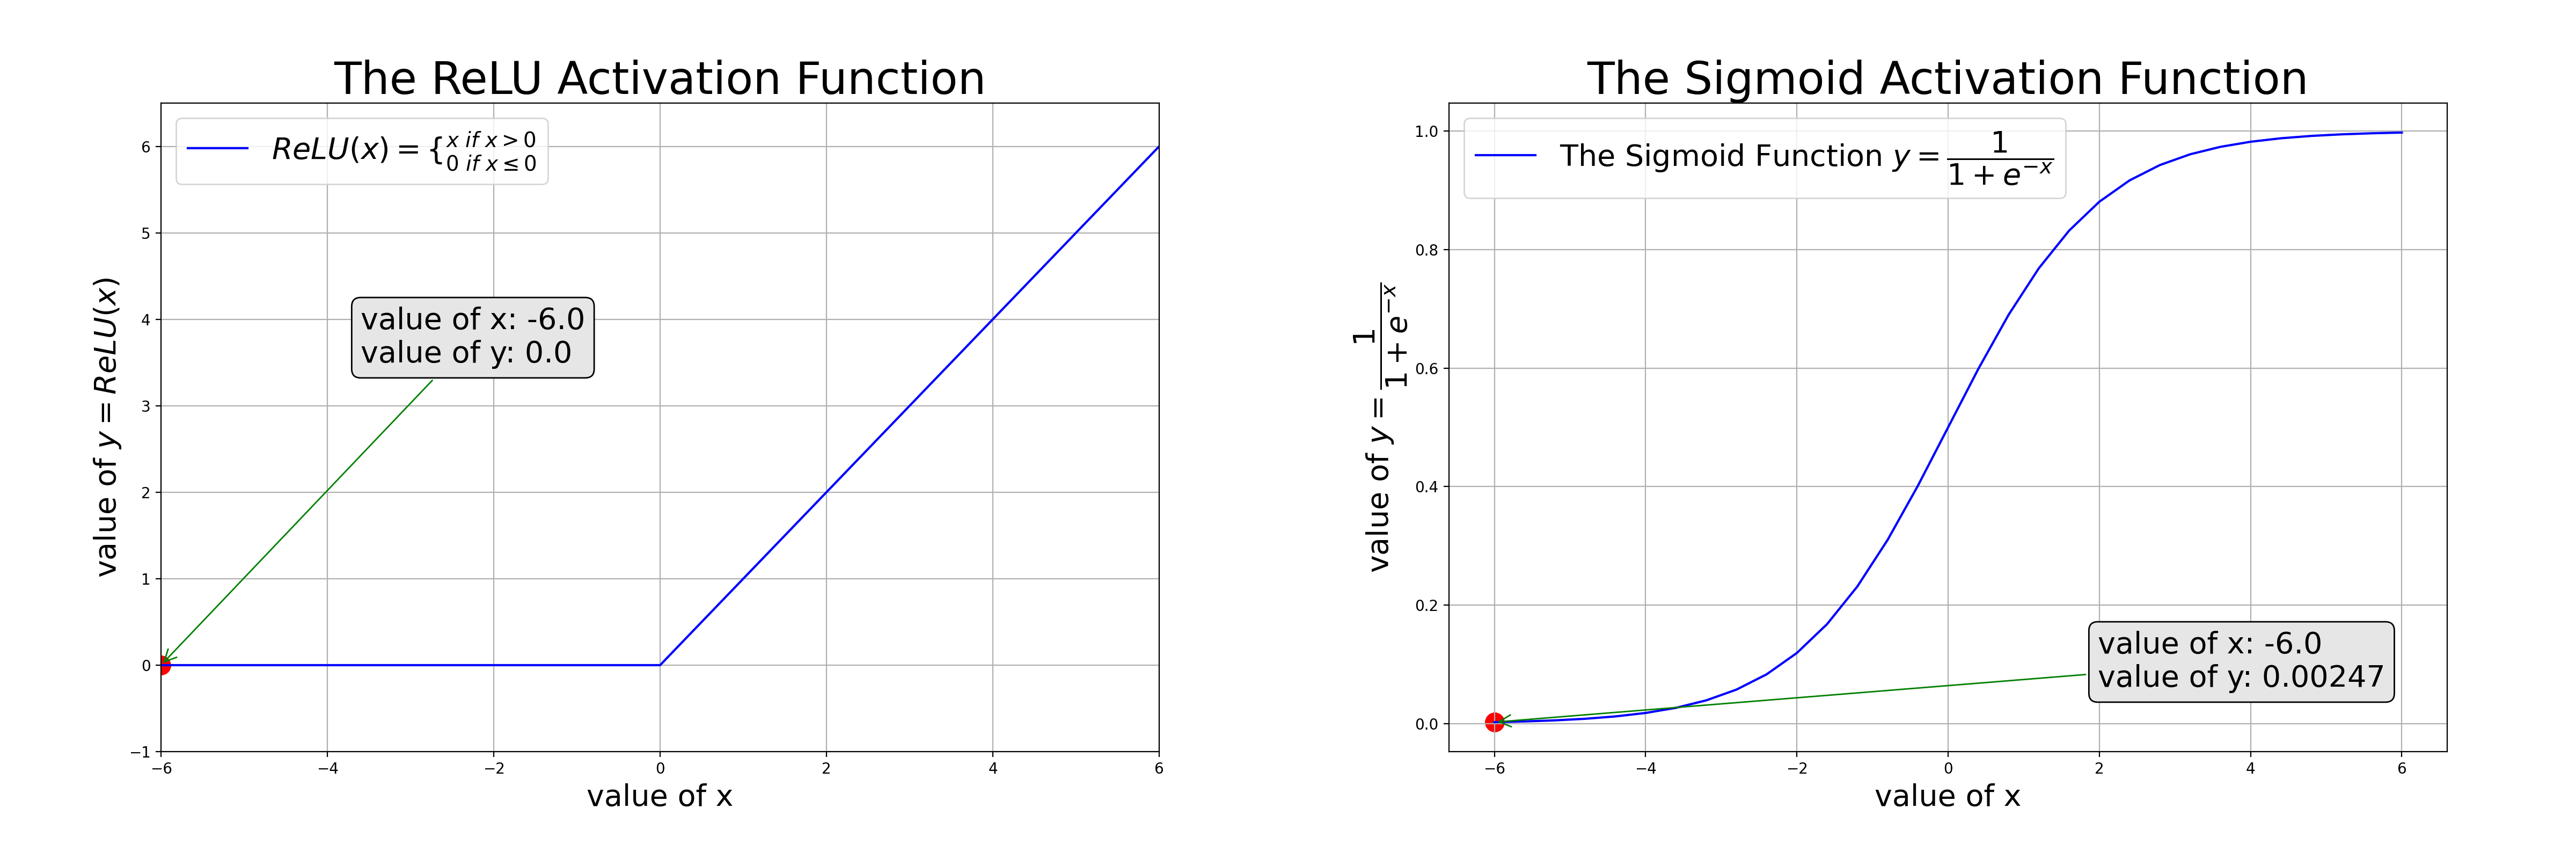 The ReLU Activation Function
ReLU(x) = {x if x > 0
0 if x ≤ 0
6
5
4
3
2
1
0
−1
value of y = ReLU(x)
value of x: -6.0
value of y: 0.0
−6 −4 −2 0 2 4 6
value of x
The Sigmoid Activation Function
The Sigmoid Function y = 1/(1 + e^−x)
1.0
0.8
0.6
0.4
0.2
0.0
value of y = 1/(1 + e^−x)
value of x: -6.0
value of y: 0.00247
−6 −4 −2 0 2 4 6
value of x